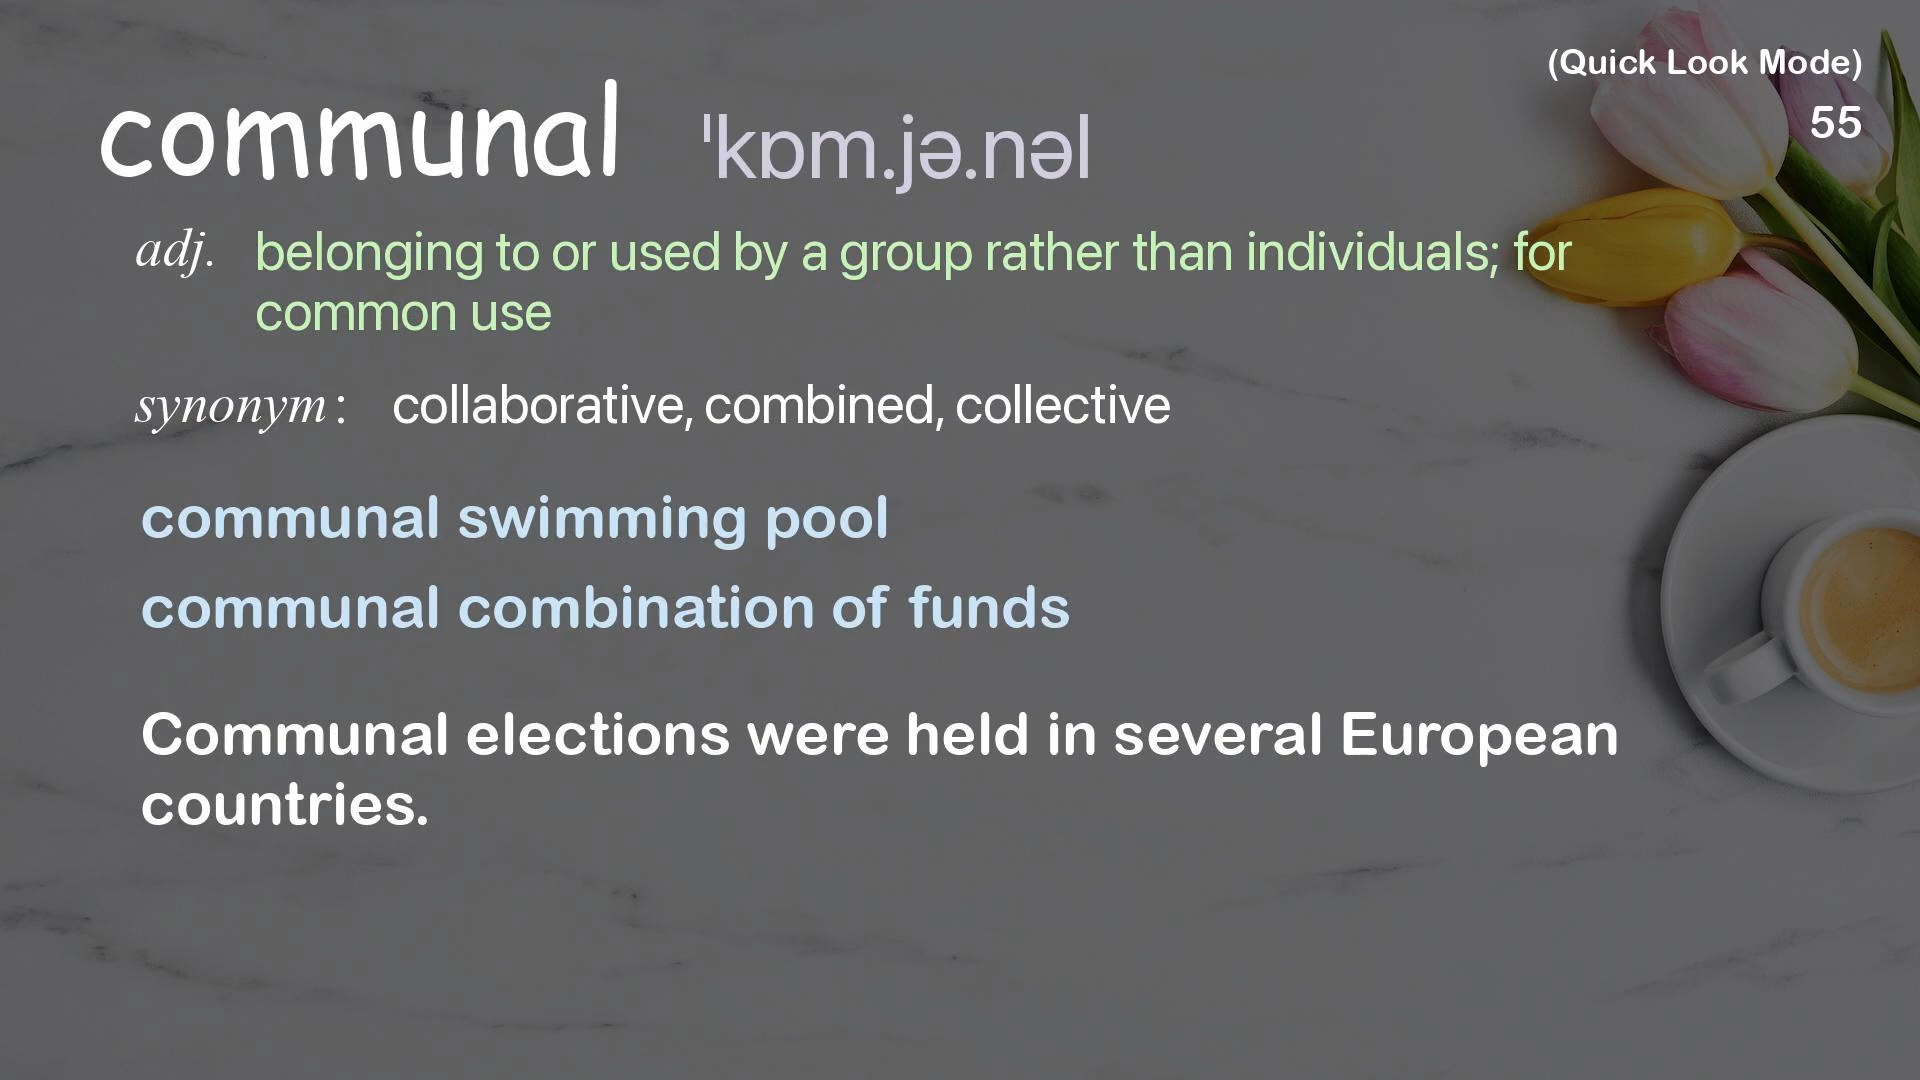 (Quick Look Mode)
communal ˈkɒm.jə.nəl
55
adj. belonging to or used by a group rather than individuals; for
common use
synonym: collaborative, combined, collective
communal swimming pool
communal combination of funds
Communal elections were held in several European
countries.